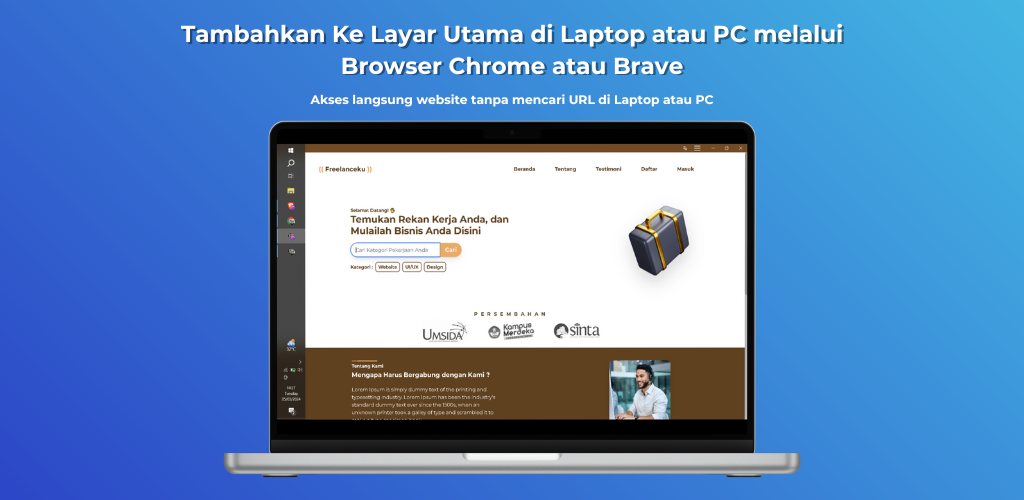 Tambahkan Ke Layar Utama di Laptop atau PC melalui
Browser Chrome atau Brave
Akses langsung website tanpa mencari URL di Laptop atau PC
(( Freelanceku ))
Beranda Tentang Testimoni Daftar Masuk
Selamat Datang!
Temukan Rekan Kerja Anda, dan
Mulailah Bisnis Anda Disini
Cari Kategori Pekerjaan Anda Cari
Kategori : Website UI/UX Design
PERSEMBAHAN
UMSIDA Kampus Merdeka sinta
32°C
Tuesday
Tentang Kami
Mengapa Harus Bergabung dengan Kami ?
Lorem Ipsum is simply dummy text of the printing and
typesetting industry. Lorem Ipsum has been the industry's
standard dummy text ever since the 1500s, when an
unknown printer took a galley of type and scrambled it to